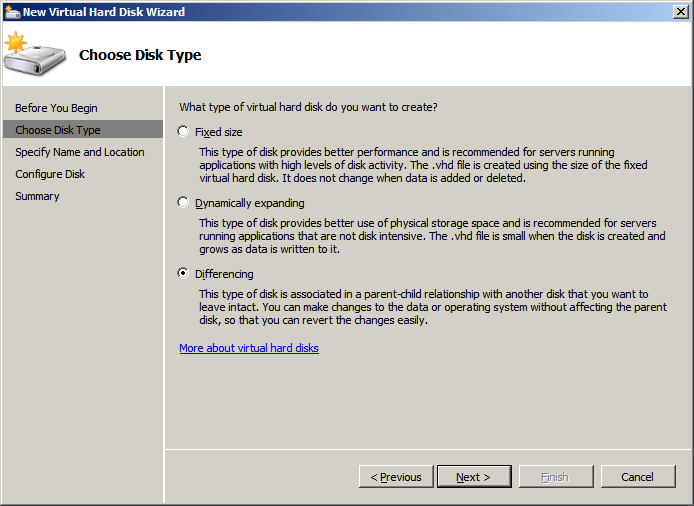 New Virtual Hard Disk Wizard
Choose Disk Type
Before You Begin
Choose Disk Type
Specify Name and Location
Configure Disk
Summary
What type of virtual hard disk do you want to create?
Fixed size
This type of disk provides better performance and is recommended for servers running
applications with high levels of disk activity. The .vhd file is created using the size of the fixed
virtual hard disk. It does not change when data is added or deleted.
Dynamically expanding
This type of disk provides better use of physical storage space and is recommended for servers
running applications that are not disk intensive. The .vhd file is small when the disk is created and
grows as data is written to it.
Differencing
This type of disk is associated in a parent-child relationship with another disk that you want to
leave intact. You can make changes to the data or operating system without affecting the parent
disk, so that you can revert the changes easily.
More about virtual hard disks
< Previous
Next >
Finish
Cancel